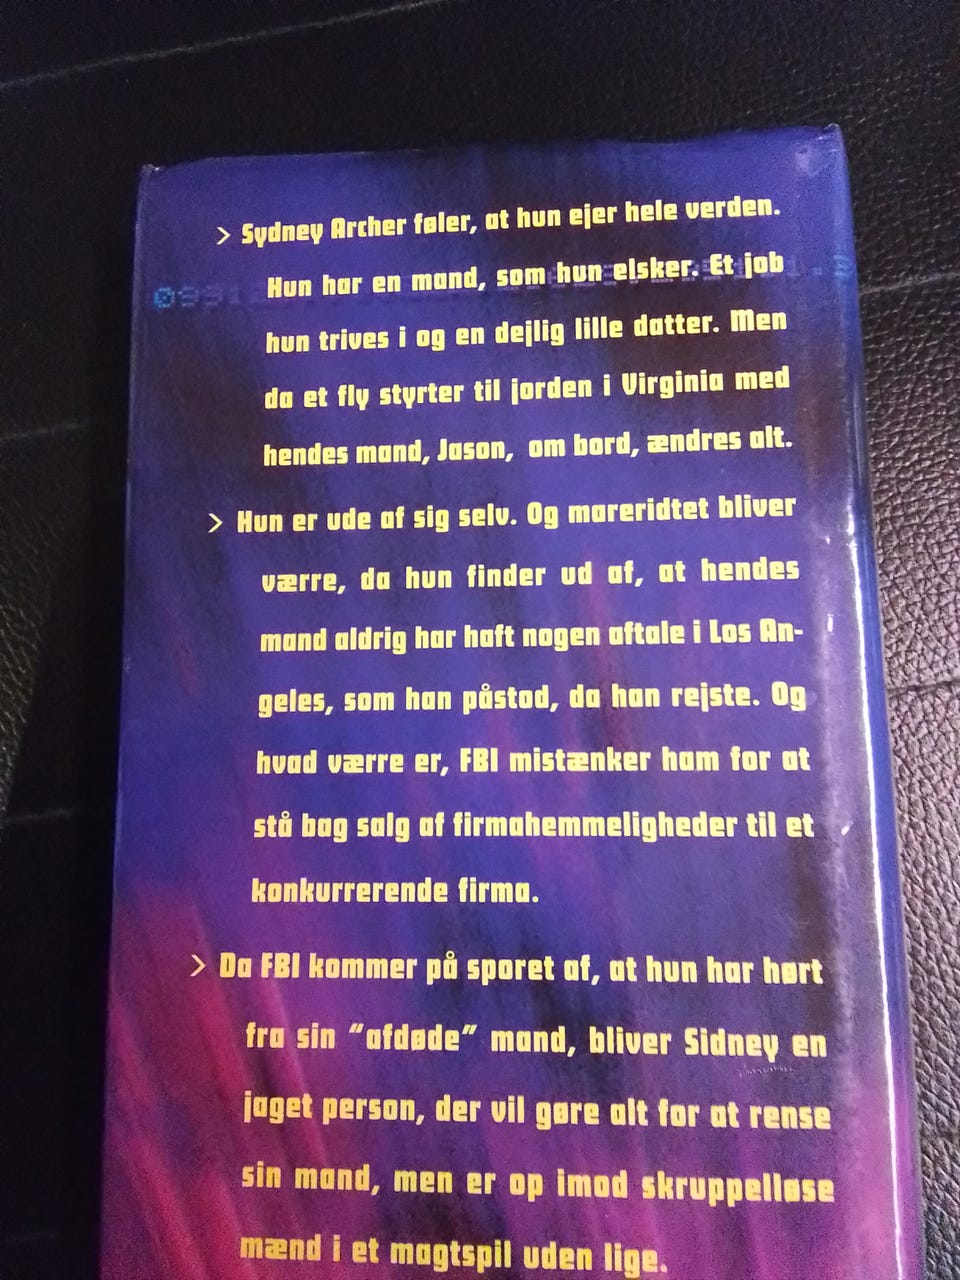 > Sydney Archer føler, at hun ejer hele verden.
Hun har en mand, som hun elsker. Et job
hun trives i og en dejlig lille datter. Men
da et fly styrter til jorden i Virginia med
hendes mand, Jason, om bord, ændres alt.
> Hun er ude af sig selv. Og mareridtet bliver
værre, da hun finder ud af, at hendes
mand aldrig har haft nogen aftale i Los An-
geles, som han påstod, da han rejste. Og
hvad værre er, FBI mistænker ham for at
stå bag salg af firmahemmeligheder til et
konkurrerende firma.
> Da FBI kommer på sporet af, at hun har hørt
fra sin "afdøde" mand, bliver Sidney en
jaget person, der vil gøre alt for at rense
sin mand, men er op imod skruppelløse
mænd i et magtspil uden lige.